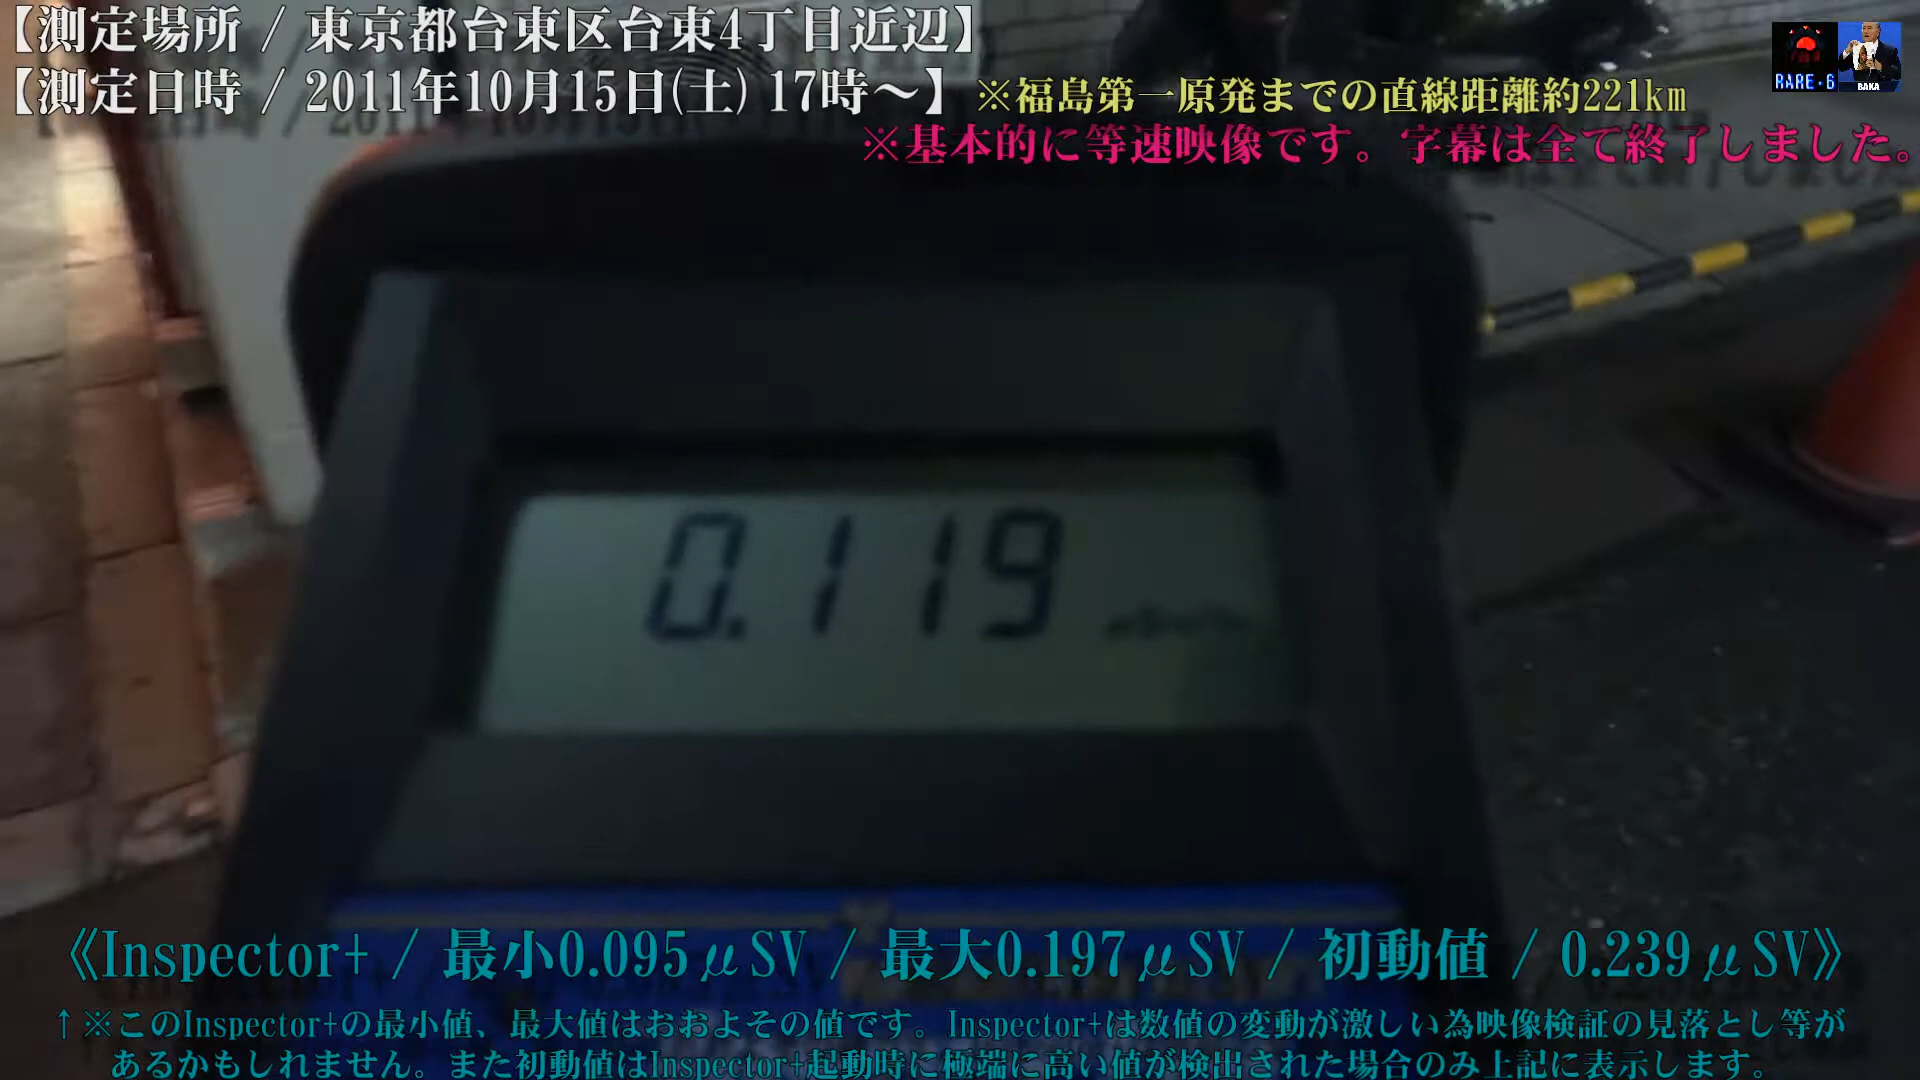 【測定場所 / 東京都台東区台東4丁目近辺】
【測定日時 / 2011年10月15日(土) 17時～】
※福島第一原発までの直線距離約221km
※基本的に等速映像です。字幕は全て終了しました。
RARE・6
BAKA
0.119
《Inspector+ / 最小0.095μSV / 最大0.197μSV / 初動値 / 0.239μSV》
↑※このInspector+の最小値、最大値はおおよその値です。Inspector+は数値の変動が激しい為映像検証の見落とし等が
あるかもしれません。また初動値はInspector+起動時に極端に高い値が検出された場合のみ上記に表示します。